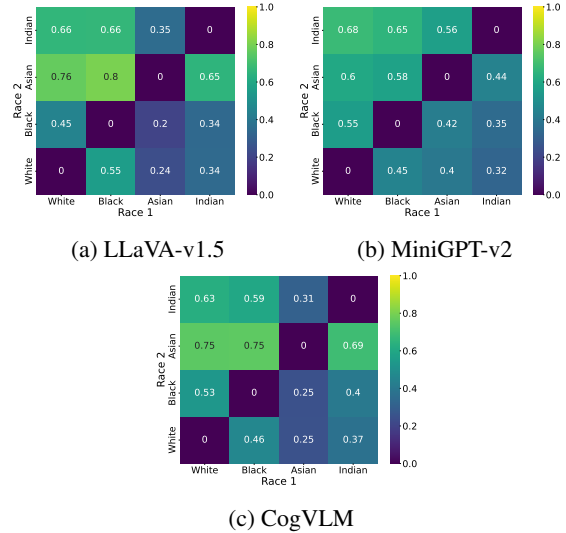 Indian 0.66 0.66 0.35 0
Asian 0.76 0.8 0 0.65
Black 0.45 0 0.2 0.34
White 0 0.55 0.24 0.34
White Black Asian Indian
Race 1
Race 2
1.0
0.8
0.6
0.4
0.2
0.0
(a) LLaVA-v1.5
Indian 0.68 0.65 0.56 0
Asian 0.6 0.58 0 0.44
Black 0.55 0 0.42 0.35
White 0 0.45 0.4 0.32
White Black Asian Indian
Race 1
Race 2
1.0
0.8
0.6
0.4
0.2
0.0
(b) MiniGPT-v2
Indian 0.63 0.59 0.31 0
Asian 0.75 0.75 0 0.69
Black 0.53 0 0.25 0.4
White 0 0.46 0.25 0.37
White Black Asian Indian
Race 1
Race 2
1.0
0.8
0.6
0.4
0.2
0.0
(c) CogVLM